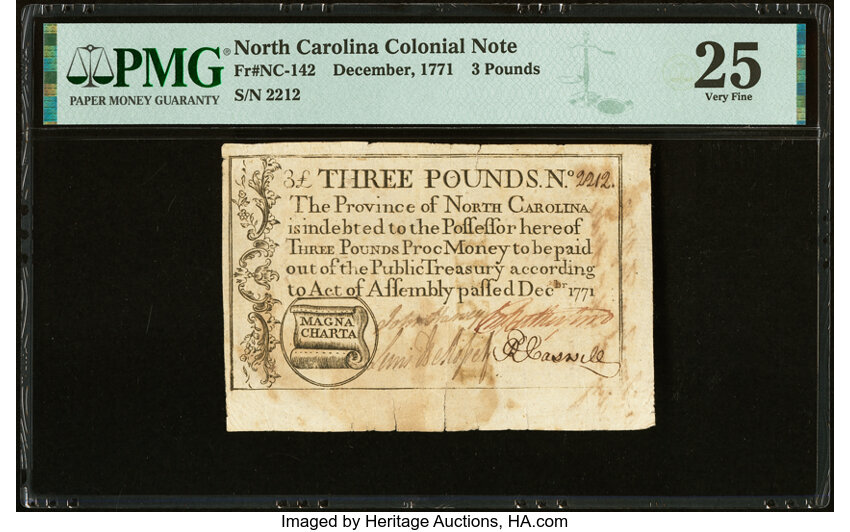 PMG®
PAPER MONEY GUARANTY
North Carolina Colonial Note
Fr#NC-142 December, 1771 3 Pounds
S/N 2212
25
Very Fine
3£ THREE POUNDS. N.º 2212.
The Province of NORTH CAROLINA
is indebted to the Poſſeſſor hereof
THREE POUNDS Proc Money to be paid
out of the Public Treasury according
to Act of Aſſembly paſſed Decbr 1771
MAGNA
CHARTA
R Caswell
Imaged by Heritage Auctions, HA.com